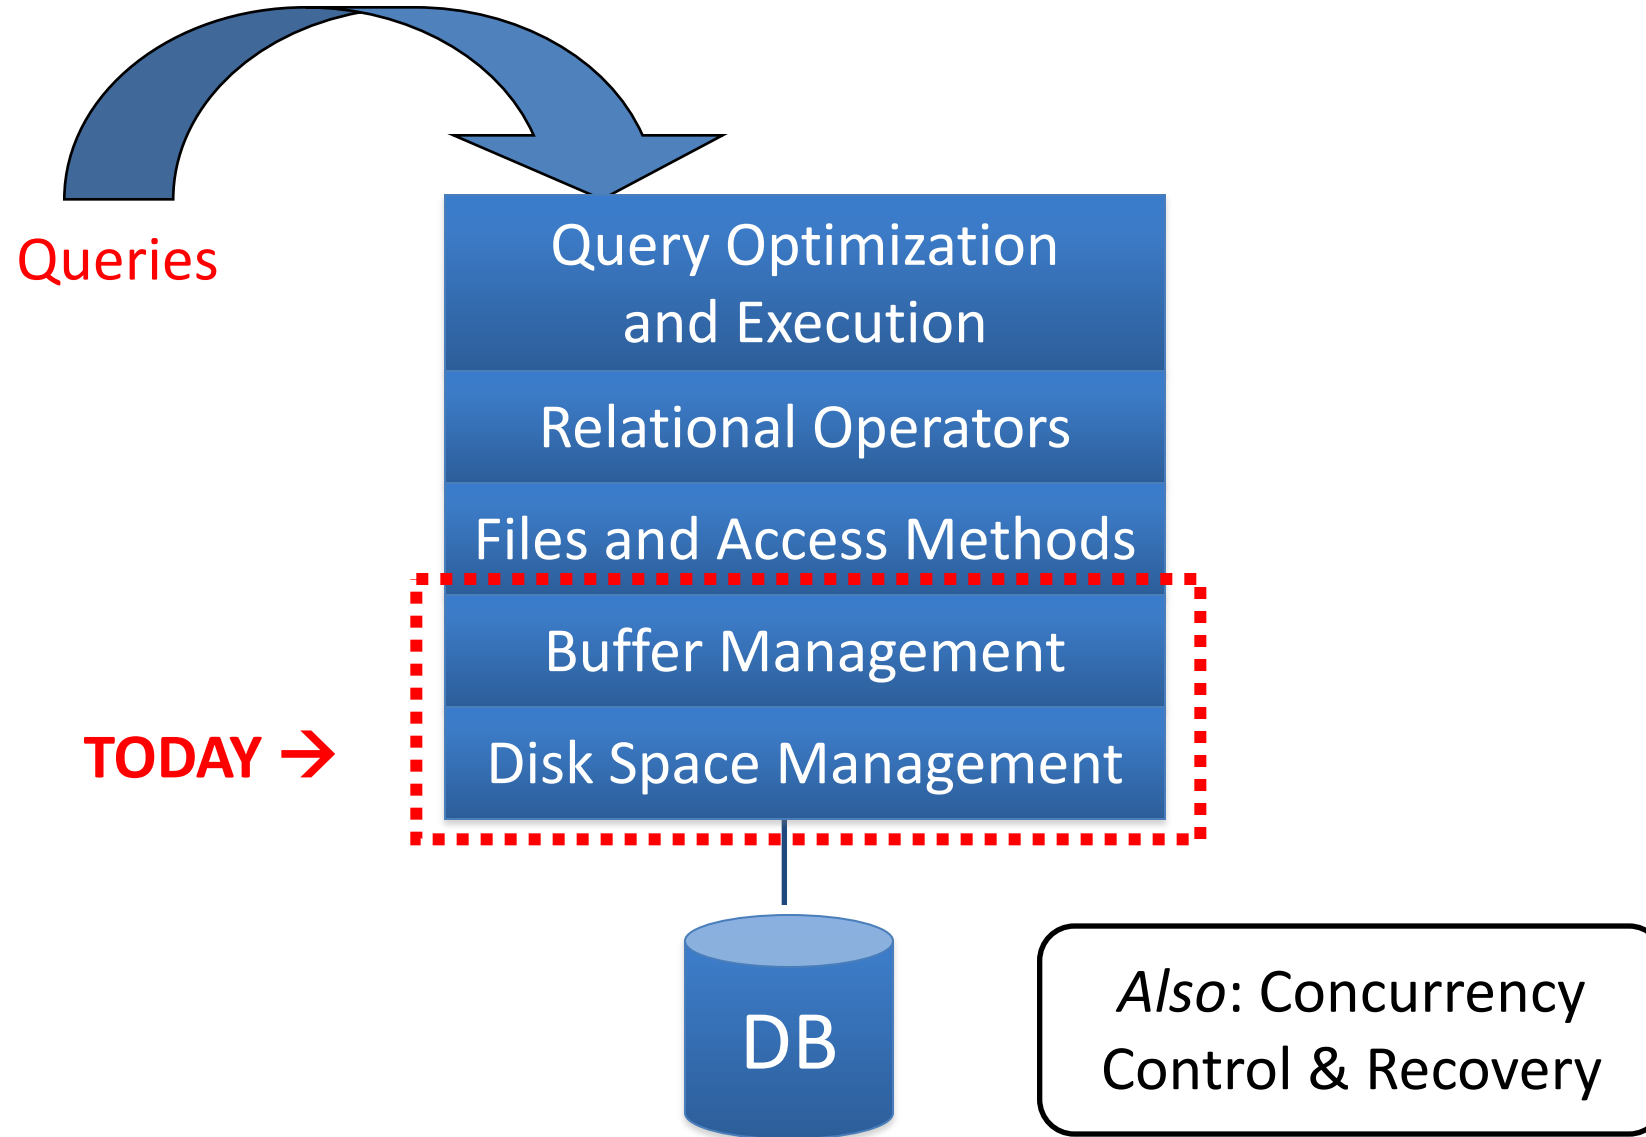 Queries
Query Optimization
and Execution
Relational Operators
Files and Access Methods
Buffer Management
TODAY →
Disk Space Management
DB
Also: Concurrency
Control & Recovery